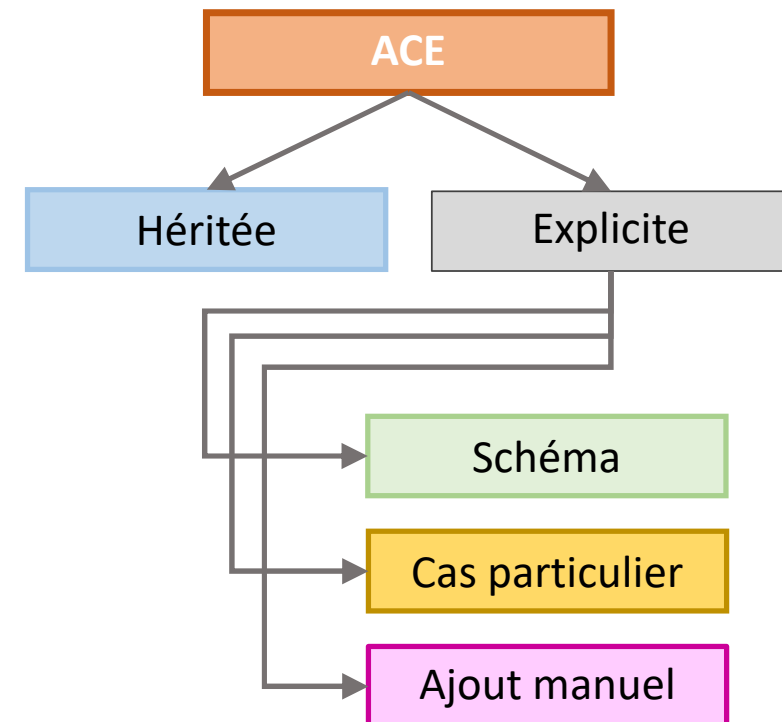 ACE
Héritée
Explicite
Schéma
Cas particulier
Ajout manuel